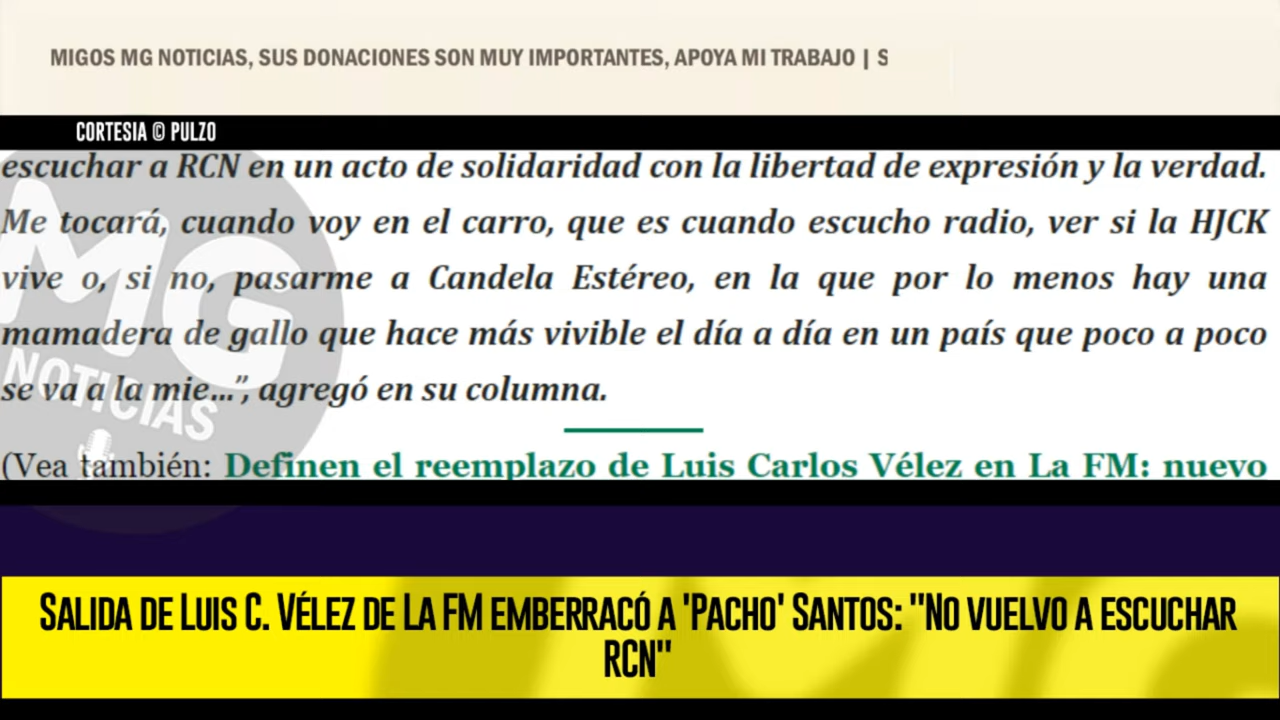 MIGOS MG NOTICIAS, SUS DONACIONES SON MUY IMPORTANTES, APOYA MI TRABAJO | S
CORTESIA © PULZO
escuchar a RCN en un acto de solidaridad con la libertad de expresión y la verdad.
Me tocará, cuando voy en el carro, que es cuando escucho radio, ver si la HJCK
vive o, si no, pasarme a Candela Estéreo, en la que por lo menos hay una
mamadera de gallo que hace más vivible el día a día en un país que poco a poco
se va a la mie...”, agregó en su columna.
(Vea también: Definen el reemplazo de Luis Carlos Vélez en La FM: nuevo
MG
NOTICIAS
SALIDA DE LUIS C. VÉLEZ DE LA FM EMBERRACÓ A 'PACHO' SANTOS: "NO VUELVO A ESCUCHAR
RCN"